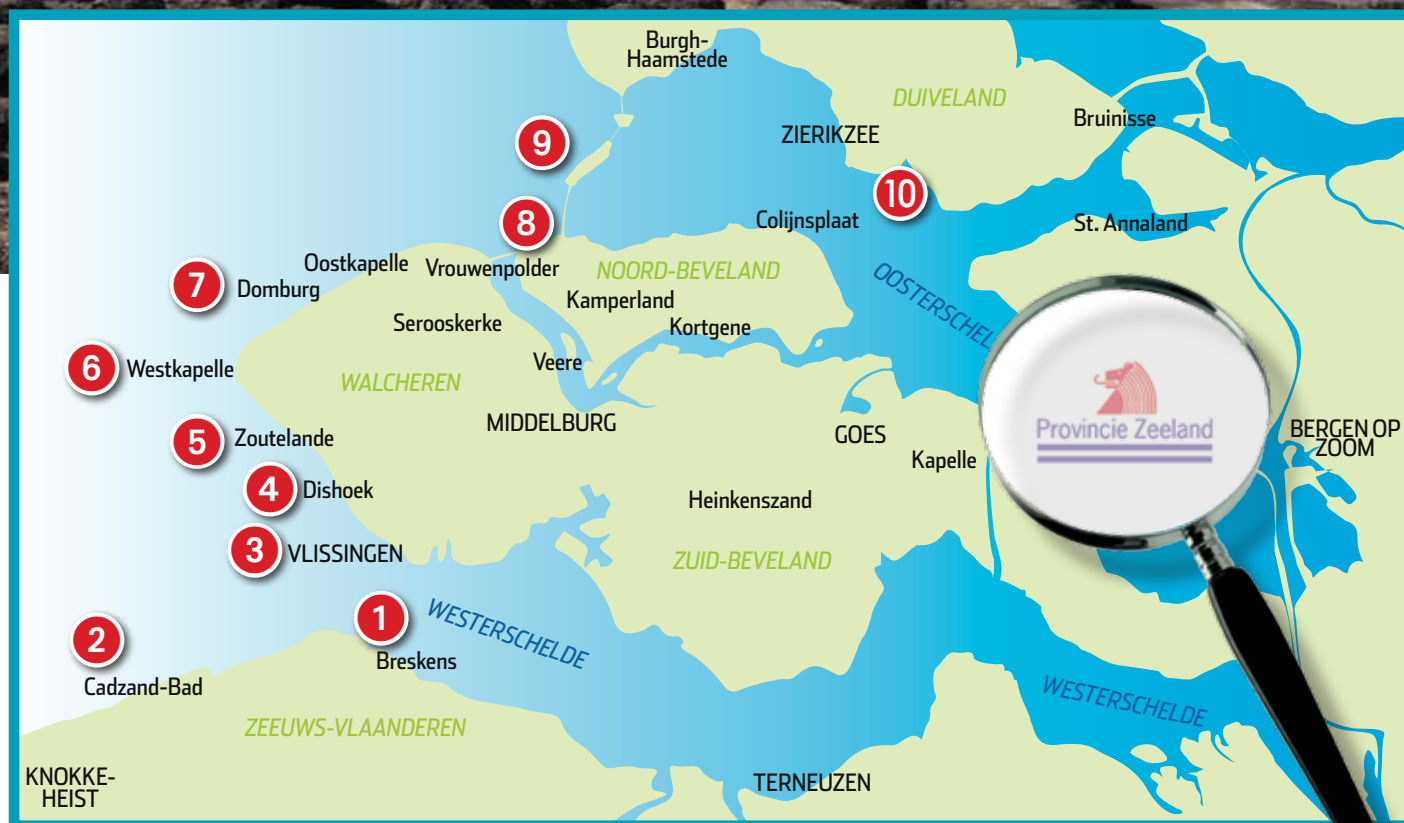 Burgh-
Haamstede
DUIVELAND
Bruinisse
ZIERIKZEE
9
10
8
Colijnsplaat
St. Annaland
Oostkapelle
Vrouwenpolder
NOORD-BEVELAND
OOSTERSCHEL
7
Domburg
Kamperland
Serooskerke
Kortgene
6
Westkapelle
Veere
WALCHEREN
MIDDELBURG
GOES
Provincie Zeeland
BERGEN OP
ZOOM
5
Zoutelande
Kapelle
4
Dishoek
Heinkenszand
3
VLISSINGEN
ZUID-BEVELAND
1
WESTERSCHELDE
2
Breskens
Cadzand-Bad
WESTERSCHELDE
ZEEUWS-VLAANDEREN
KNOKKE-
HEIST
TERNEUZEN